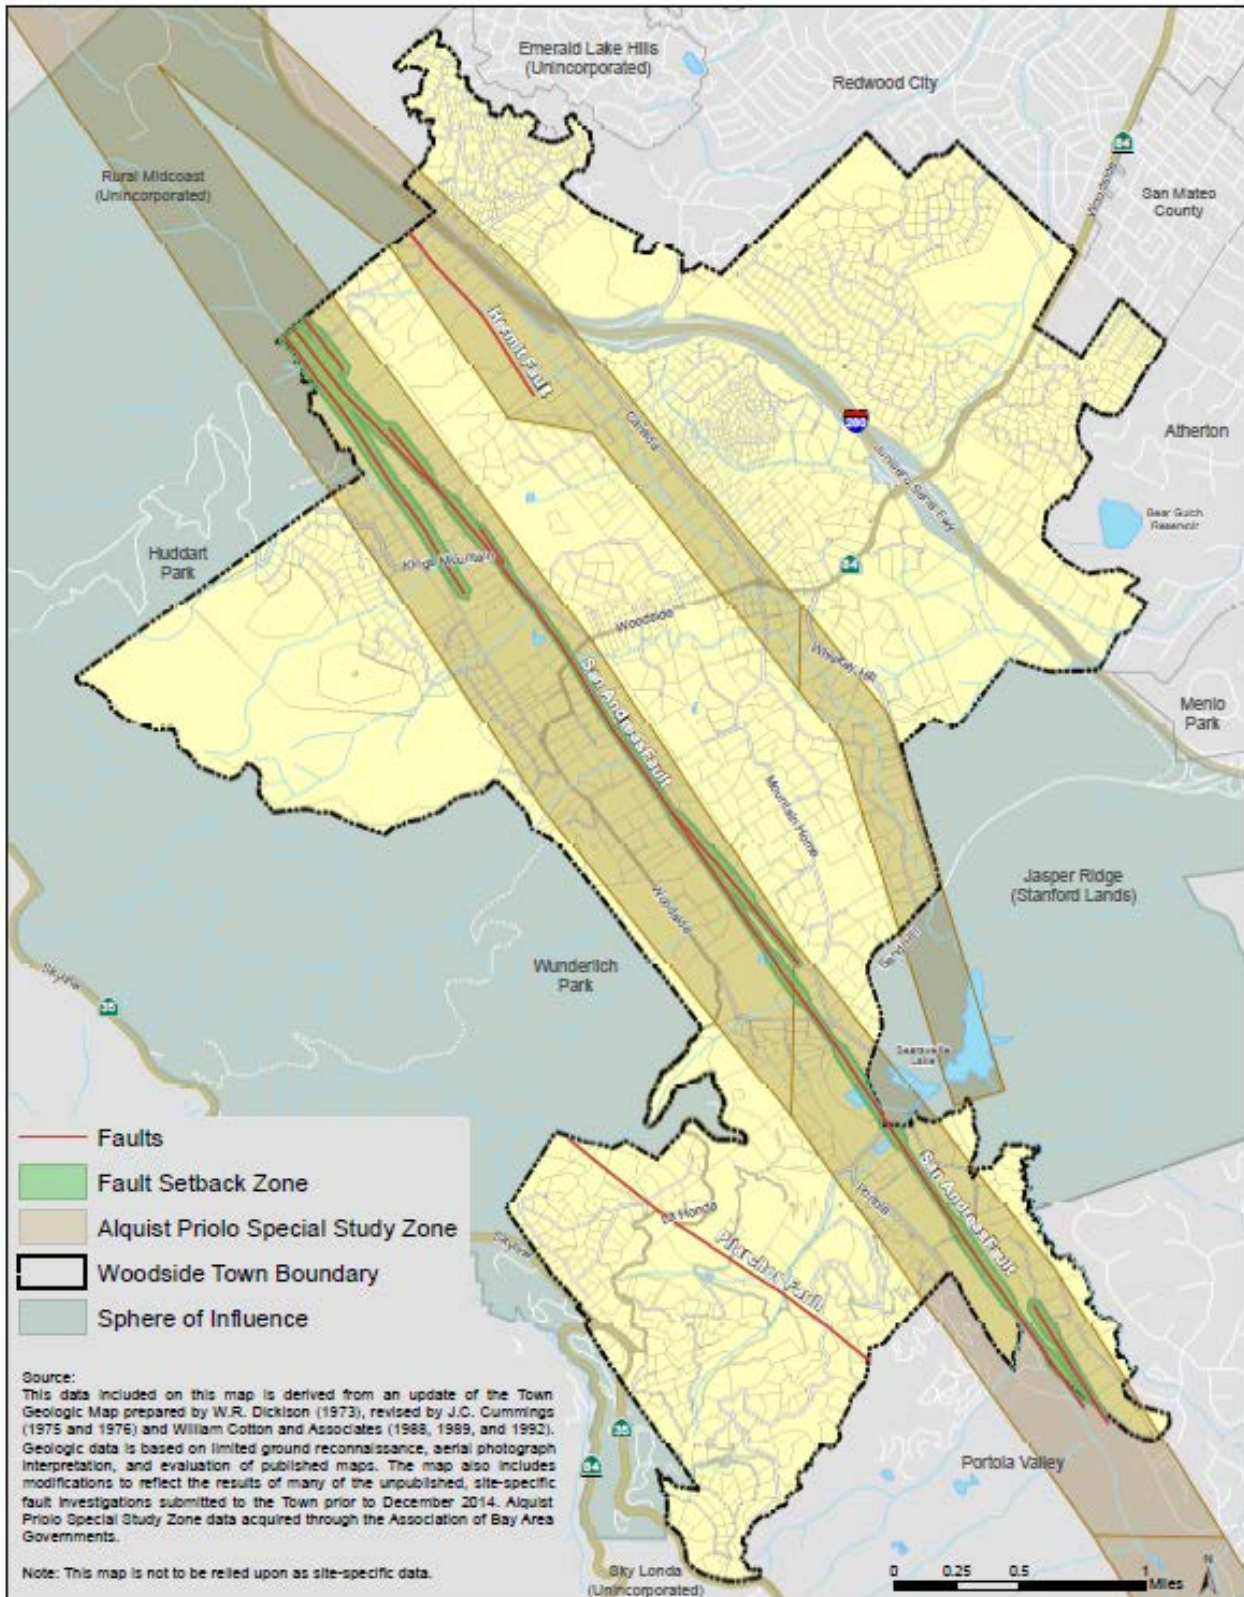 Emerald Lake Hills
(Unincorporated)
Redwood City
84
Woodside
San Mateo
County
Rural Midcoast
(Unincorporated)
Hermit Fault
Cañada
280
Junipero Serra Fwy
Atherton
Bear Gulch
Reservoir
Huddart
Park
Kings Mountain
84
Woodside
Whiskey Hill
San Andreas Fault
Menlo
Park
Mountain Home
Jasper Ridge
(Stanford Lands)
Woodside
Sand Hill
Wunderlich
Park
Skyline
35
Searsville
Lake
San Andreas Fault
Portola
La Honda
Pilarcitos Fault
Skyline
35
84
Portola Valley
Sky Londa
(Unincorporated)
Faults
Fault Setback Zone
Alquist Priolo Special Study Zone
Woodside Town Boundary
Sphere of Influence
Source:
This data included on this map is derived from an update of the Town
Geologic Map prepared by W.R. Dickison (1973), revised by J.C. Cummings
(1975 and 1976) and William Cotton and Associates (1988, 1989, and 1992).
Geologic data is based on limited ground reconnaissance, aerial photograph
interpretation, and evaluation of published maps. The map also includes
modifications to reflect the results of many of the unpublished, site-specific
fault investigations submitted to the Town prior to December 2014. Alquist
Priolo Special Study Zone data acquired through the Association of Bay Area
Governments.
Note: This map is not to be relied upon as site-specific data.
0 0.25 0.5 1
Miles
N